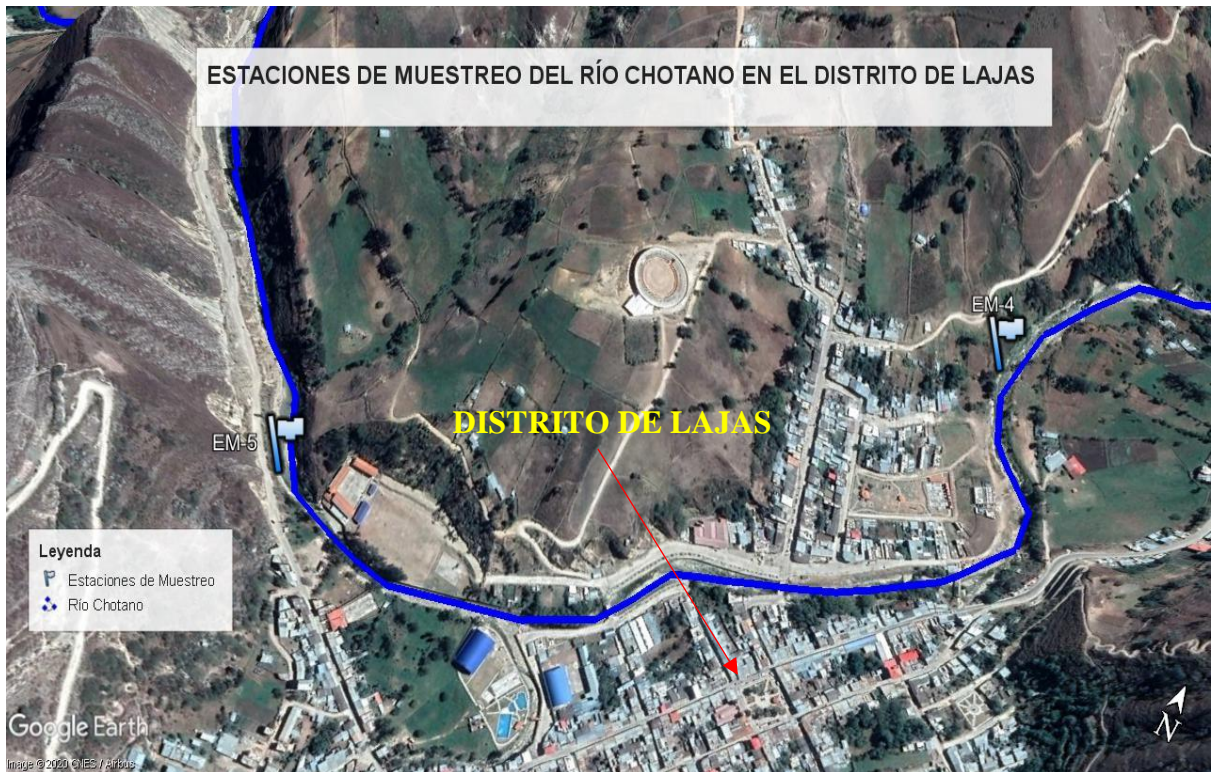 ESTACIONES DE MUESTREO DEL RÍO CHOTANO EN EL DISTRITO DE LAJAS
EM-4
DISTRITO DE LAJAS
EM-5
Leyenda
Estaciones de Muestreo
Río Chotano
N
Google Earth
Image © 2020 CNES / Airbus